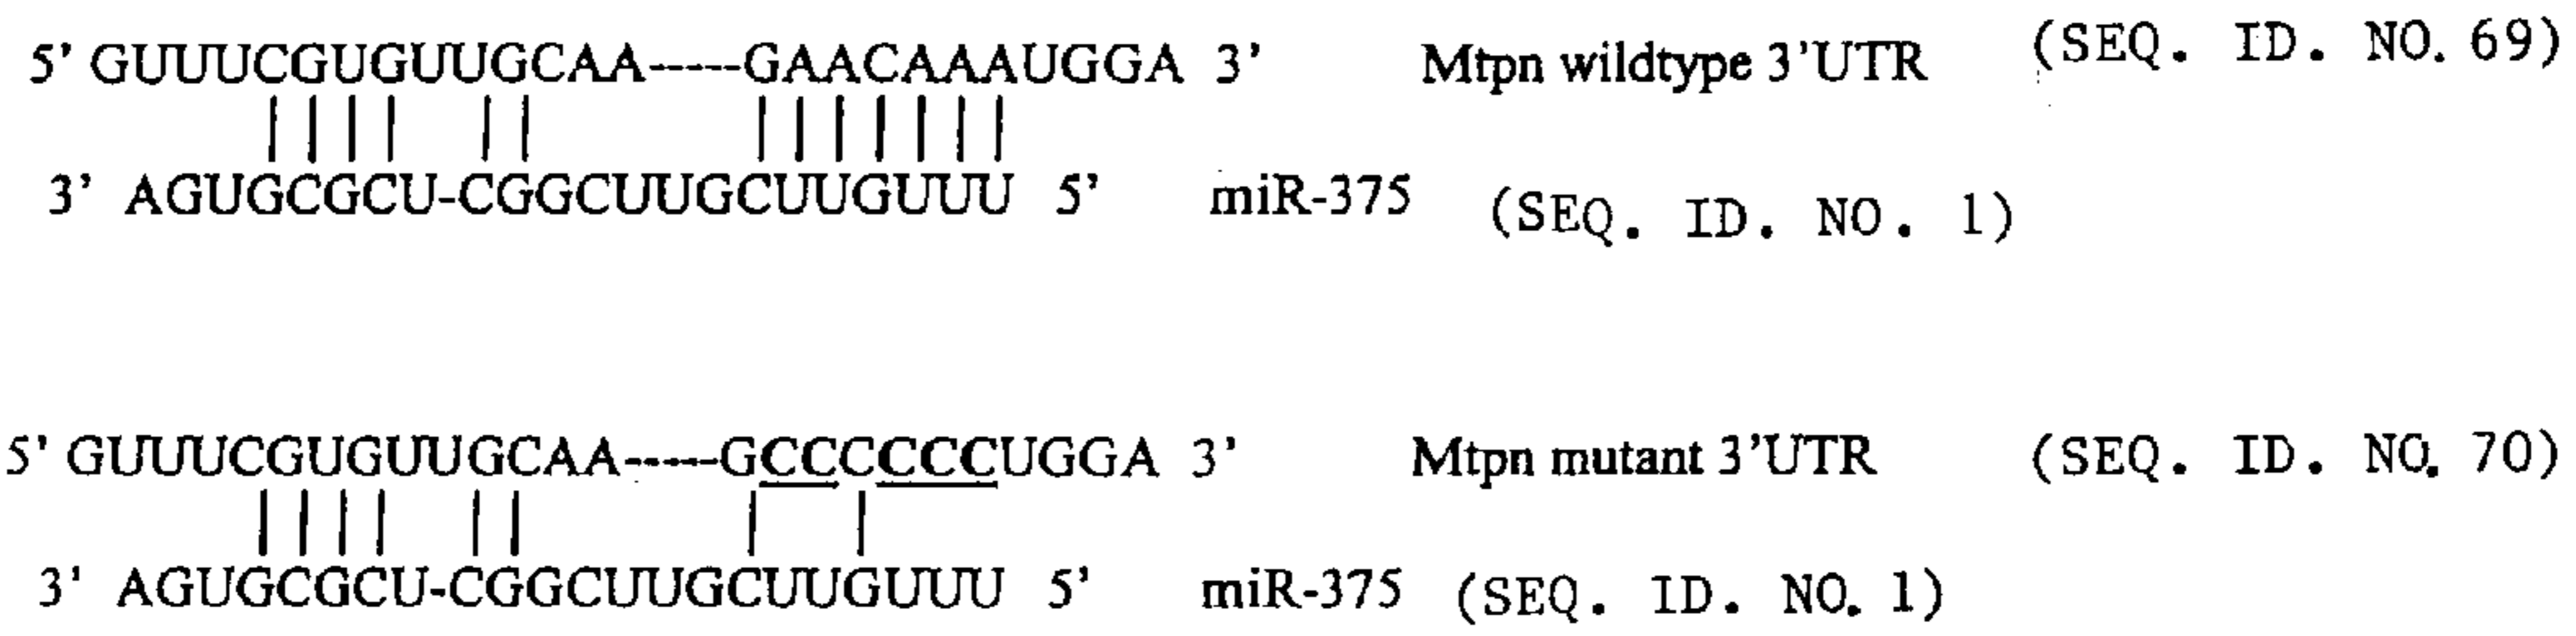 5' GUUUCGUGUUGCAA-----GAACAAAUGGA 3' Mtpn wildtype 3'UTR (SEQ. ID. NO. 69)
3' AGUGCGCU-CGGCUUGCUUGUUU 5' miR-375 (SEQ. ID. NO. 1)
5' GUUUCGUGUUGCAA-----GCCCCCCUGGA 3' Mtpn mutant 3'UTR (SEQ. ID. NO. 70)
3' AGUGCGCU-CGGCUUGCUUGUUU 5' miR-375 (SEQ. ID. NO. 1)